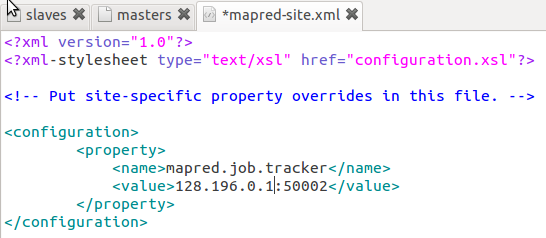 slaves masters *mapred-site.xml
<?xml version="1.0"?>
<?xml-stylesheet type="text/xsl" href="configuration.xsl"?>
<!-- Put site-specific property overrides in this file. -->
<configuration>
<property>
<name>mapred.job.tracker</name>
<value>128.196.0.1:50002</value>
</property>
</configuration>